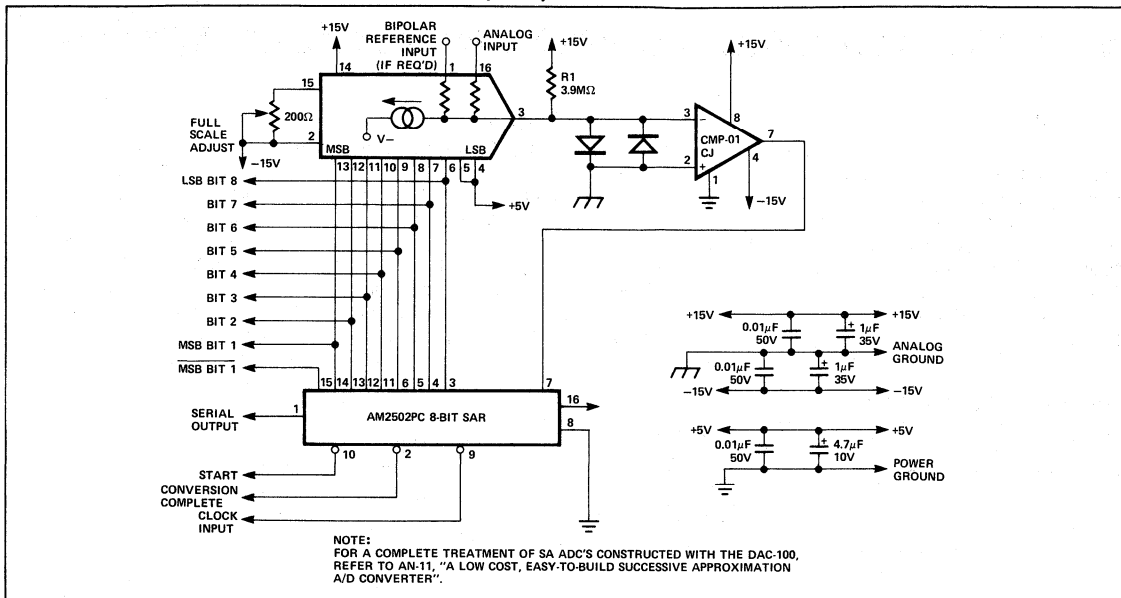 BIPOLAR
REFERENCE
INPUT
(IF REQ'D)
ANALOG
INPUT
+15V
14
1
16
15
200Ω
FULL
SCALE
ADJUST
2
-15V
V-
MSB
LSB
3
13 12 11 10 9 8 7 6 5 4
+5V
+15V
R1
3.9MΩ
+15V
3
−
8
CMP-01
CJ
7
2
+
4
1
-15V
LSB BIT 8
BIT 7
BIT 6
BIT 5
BIT 4
BIT 3
BIT 2
MSB BIT 1
MSB BIT 1
15 14 13 12 11 6 5 4 3
7
1
SERIAL
OUTPUT
AM2502PC 8-BIT SAR
16
8
10
2
9
START
CONVERSION
COMPLETE
CLOCK
INPUT
+15V
+15V
0.01μF
50V
+
1μF
35V
ANALOG
GROUND
0.01μF
50V
+
1μF
35V
-15V
-15V
+5V
+5V
0.01μF
50V
+
4.7μF
10V
POWER
GROUND
NOTE:
FOR A COMPLETE TREATMENT OF SA ADC'S CONSTRUCTED WITH THE DAC-100,
REFER TO AN-11, "A LOW COST, EASY-TO-BUILD SUCCESSIVE APPROXIMATION
A/D CONVERTER".